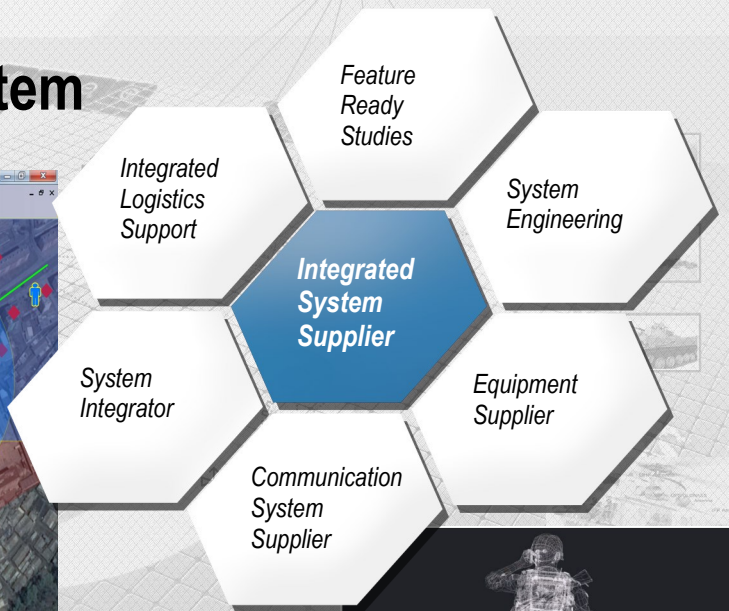 tem
Feature
Ready
Studies
Integrated
Logistics
Support
System
Engineering
Integrated
System
Supplier
System
Integrator
Equipment
Supplier
Communication
System
Supplier